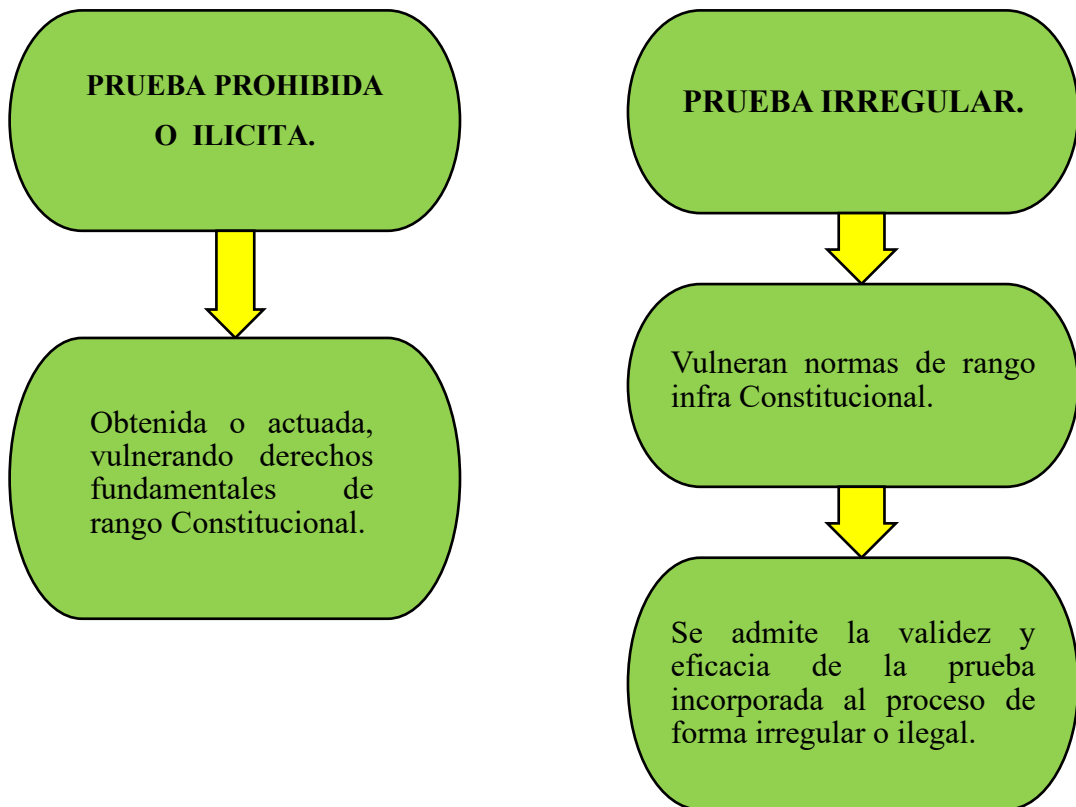 PRUEBA PROHIBIDA
O ILICITA.
Obtenida o actuada,
vulnerando derechos
fundamentales de
rango Constitucional.
PRUEBA IRREGULAR.
Vulneran normas de rango
infra Constitucional.
Se admite la validez y
eficacia de la prueba
incorporada al proceso de
forma irregular o ilegal.